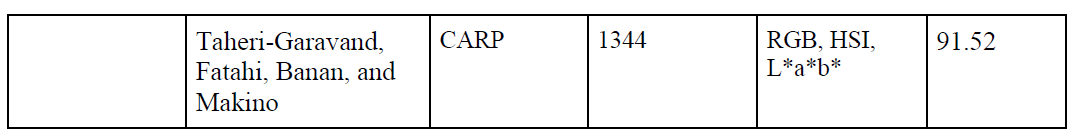 Taheri-Garavand,
Fatahi, Banan, and
Makino
CARP
1344
RGB, HSI,
L*a*b*
91.52